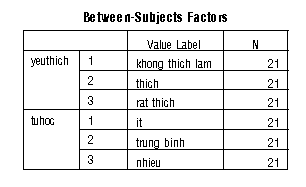 Between-Subjects Factors
Value Label N
yeuthich 1 khong thich lam 21
2 thich 21
3 rat thich 21
tuhoc 1 it 21
2 trung binh 21
3 nhieu 21